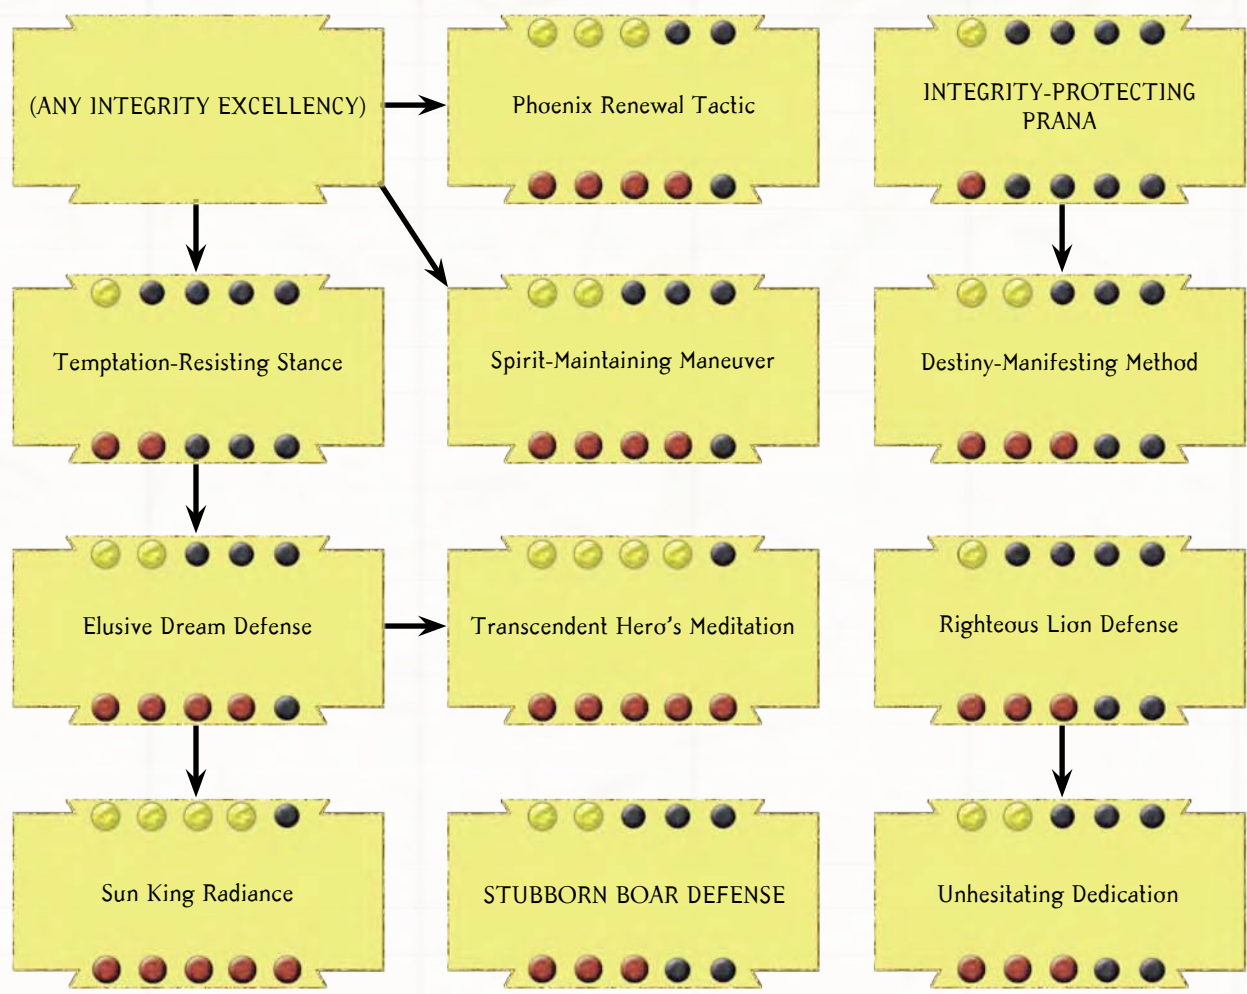 (ANY INTEGRITY EXCELLENCY)
Phoenix Renewal Tactic
INTEGRITY-PROTECTING
PRANA
Temptation-Resisting Stance
Spirit-Maintaining Maneuver
Destiny-Manifesting Method
Elusive Dream Defense
Transcendent Hero's Meditation
Righteous Lion Defense
Sun King Radiance
STUBBORN BOAR DEFENSE
Unhesitating Dedication